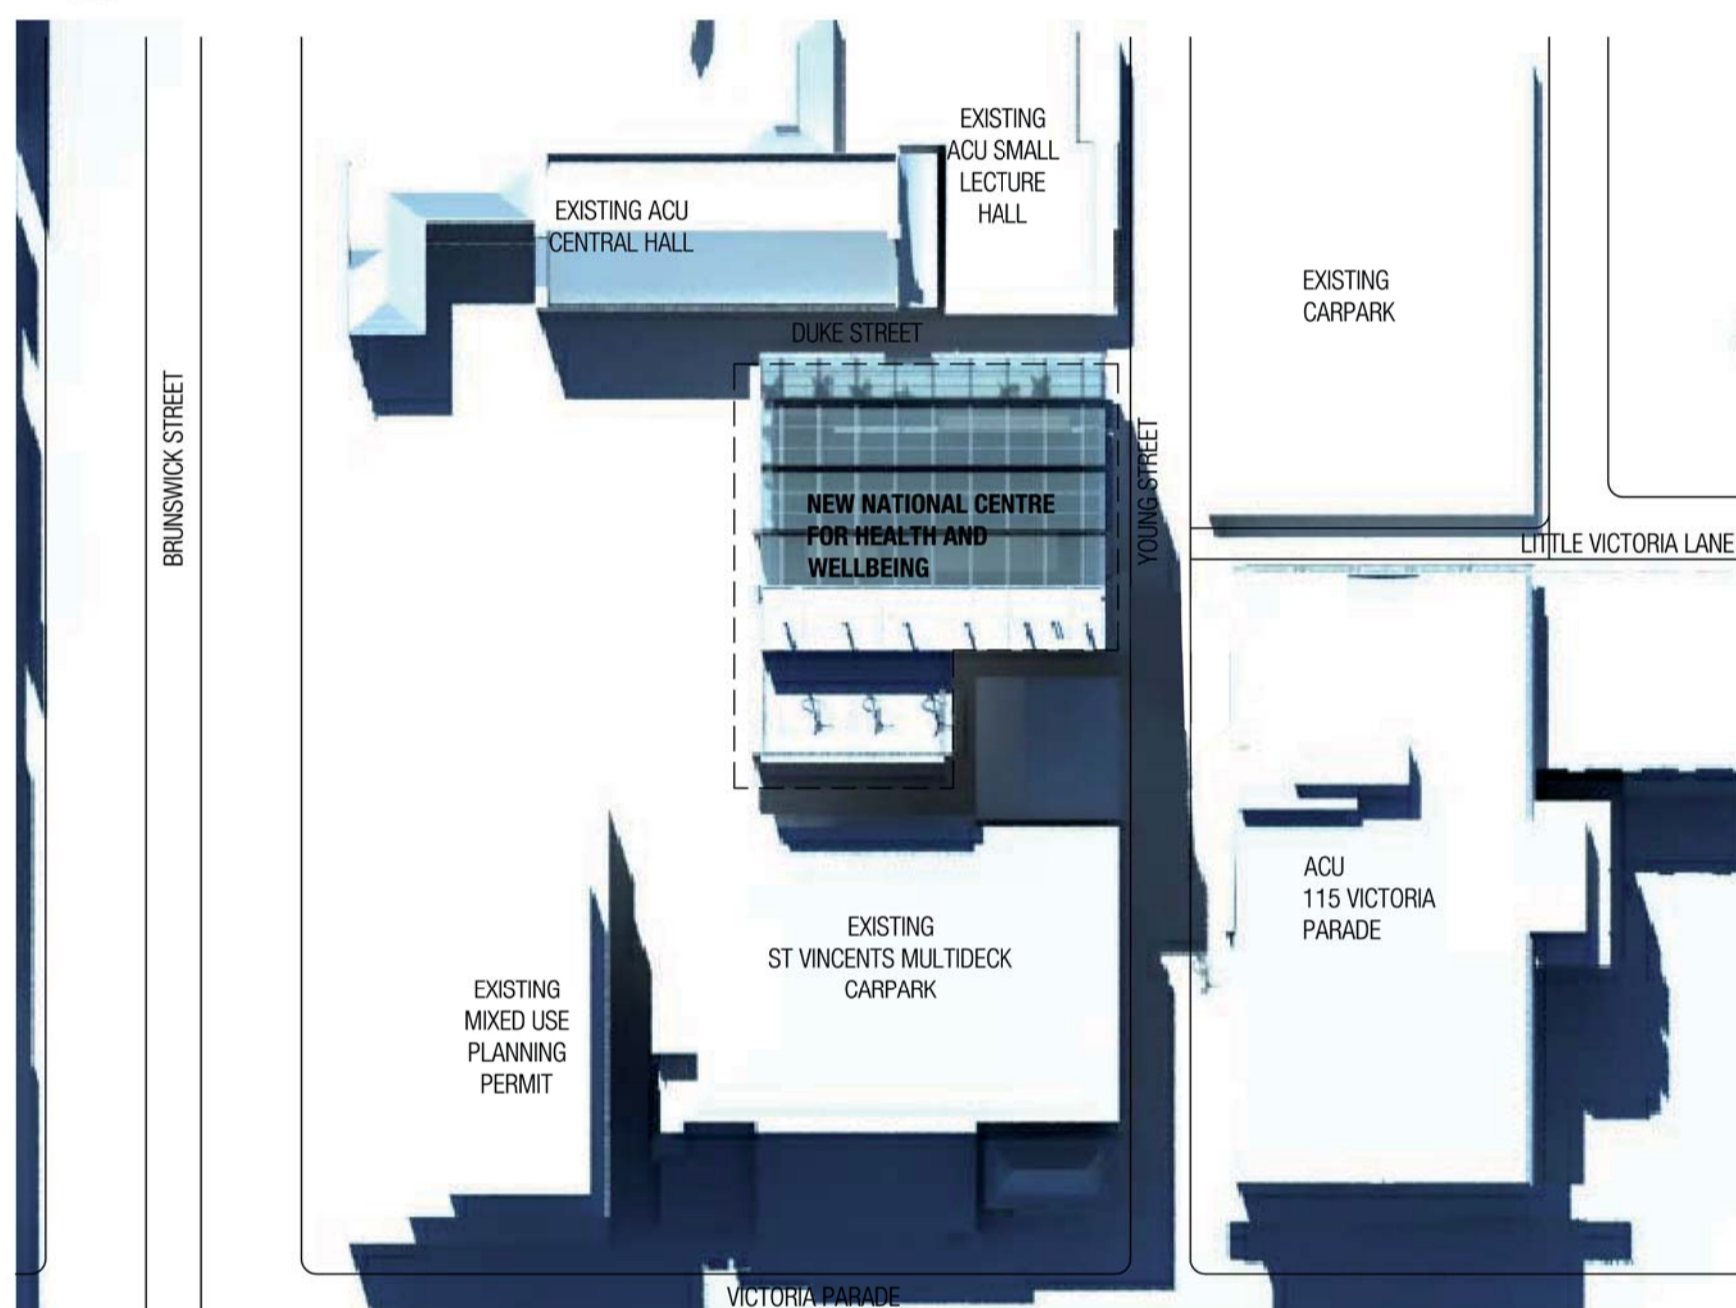 EXISTING
ACU SMALL
LECTURE
HALL
EXISTING ACU
CENTRAL HALL
EXISTING
CARPARK
DUKE STREET
BRUNSWICK STREET
YOUNG STREET
NEW NATIONAL CENTRE
FOR HEALTH AND
WELLBEING
LITTLE VICTORIA LANE
ACU
115 VICTORIA
PARADE
EXISTING
ST VINCENTS MULTIDECK
CARPARK
EXISTING
MIXED USE
PLANNING
PERMIT
VICTORIA PARADE